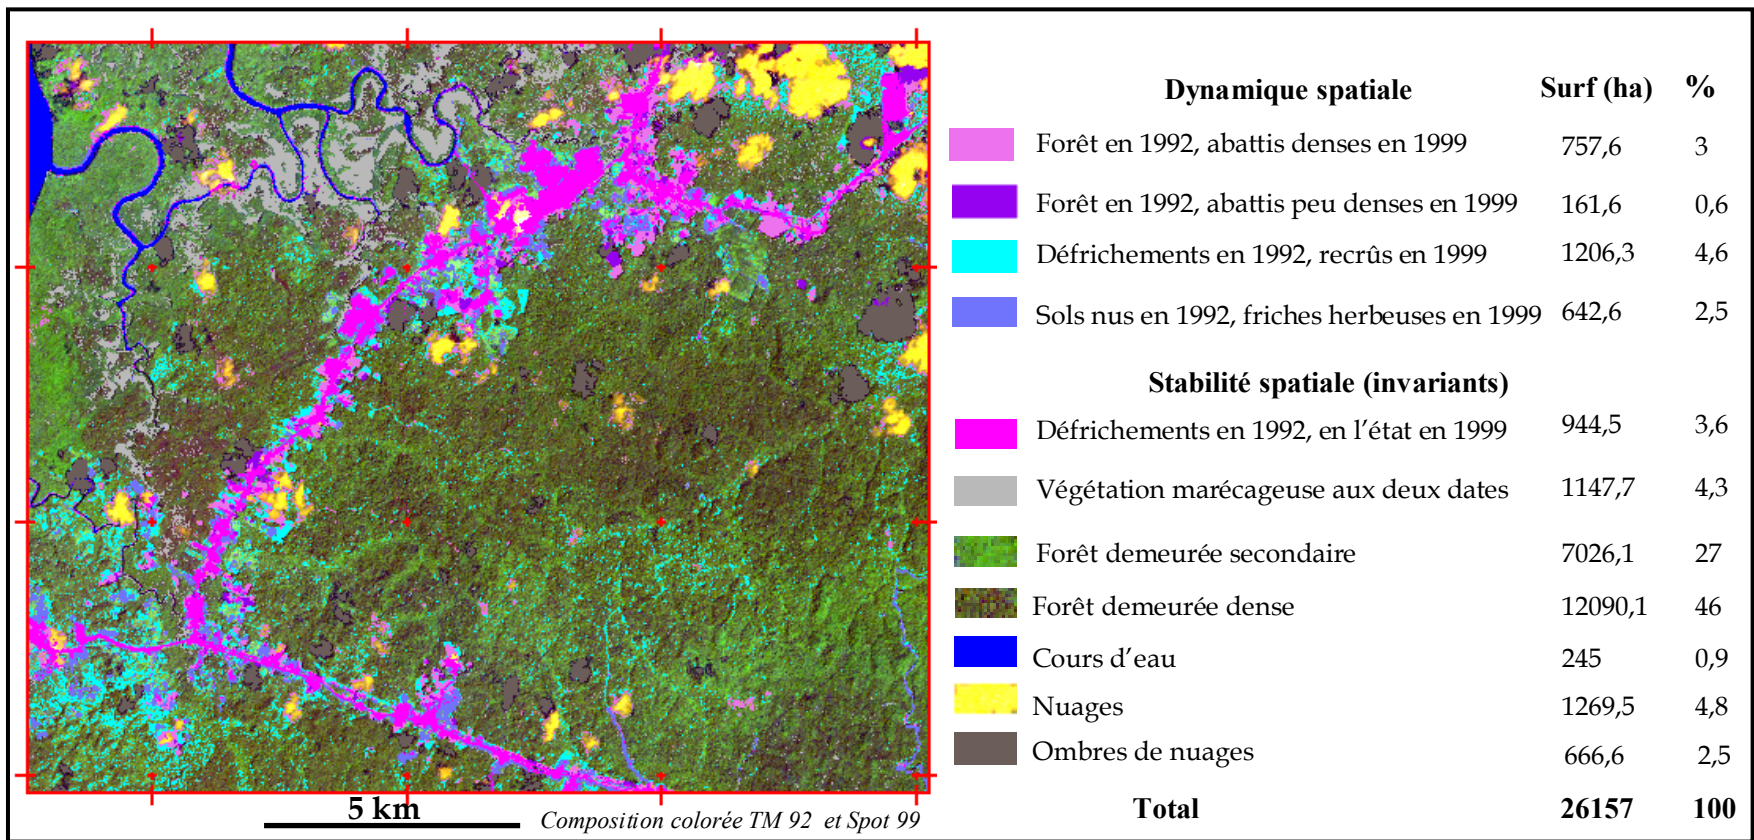 Dynamique spatiale Surf (ha) %
Forêt en 1992, abattis denses en 1999 757,6 3
Forêt en 1992, abattis peu denses en 1999 161,6 0,6
Défrichements en 1992, recrûs en 1999 1206,3 4,6
Sols nus en 1992, friches herbeuses en 1999 642,6 2,5
Stabilité spatiale (invariants)
Défrichements en 1992, en l’état en 1999 944,5 3,6
Végétation marécageuse aux deux dates 1147,7 4,3
Forêt demeurée secondaire 7026,1 27
Forêt demeurée dense 12090,1 46
Cours d’eau 245 0,9
Nuages 1269,5 4,8
Ombres de nuages 666,6 2,5
Total 26157 100
5 km
Composition colorée TM 92 et Spot 99